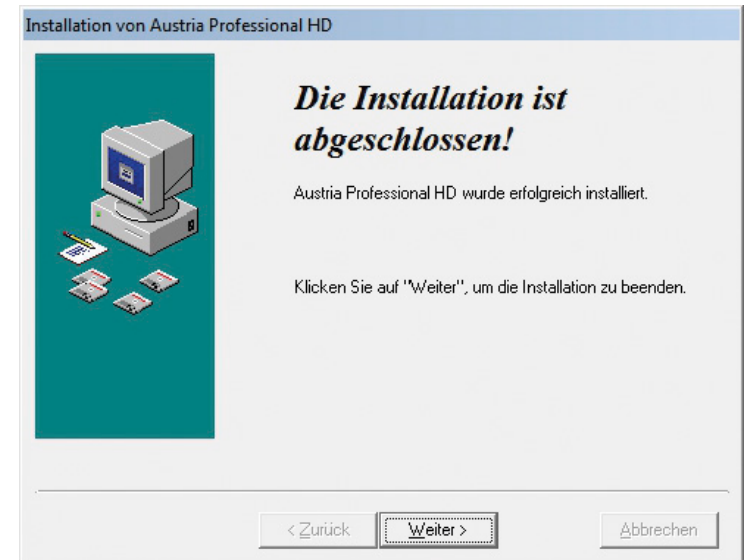 Installation von Austria Professional HD
Die Installation ist
abgeschlossen!
Austria Professional HD wurde erfolgreich installiert.
Klicken Sie auf "Weiter", um die Installation zu beenden.
< Zurück
Weiter >
Abbrechen